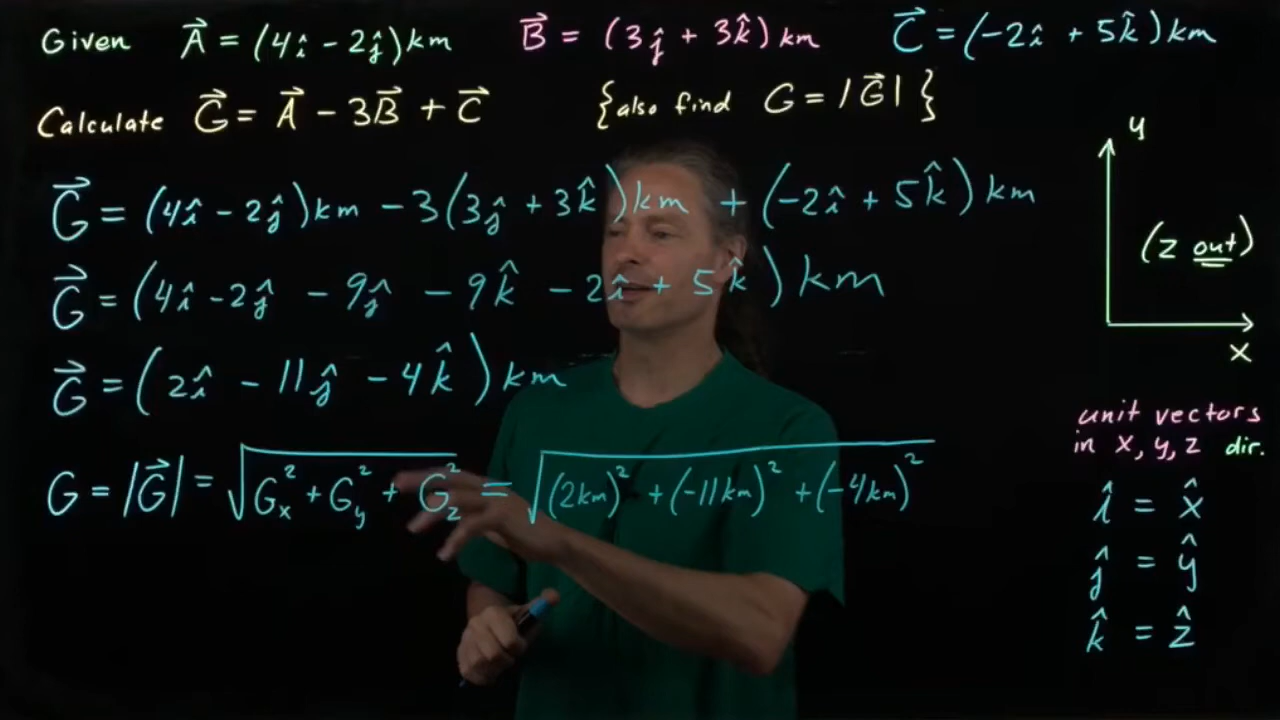 Given A⃗ = (4î - 2ĵ) km B⃗ = (3ĵ + 3k̂) km C⃗ = (-2î + 5k̂) km
Calculate G⃗ = A⃗ - 3B⃗ + C⃗ {also find G = |G⃗| }
G⃗ = (4î - 2ĵ) km - 3(3ĵ + 3k̂) km + (-2î + 5k̂) km
G⃗ = (4î - 2ĵ - 9ĵ - 9k̂ - 2î + 5k̂) km
G⃗ = (2î - 11ĵ - 4k̂) km
G = |G⃗| = √(Gₓ² + G_y² + G_z²) = √((2km)² + (-11km)² + (-4km)²)
y
(z out)
x
unit vectors
in x, y, z dir.
î = x̂
ĵ = ŷ
k̂ = ẑ